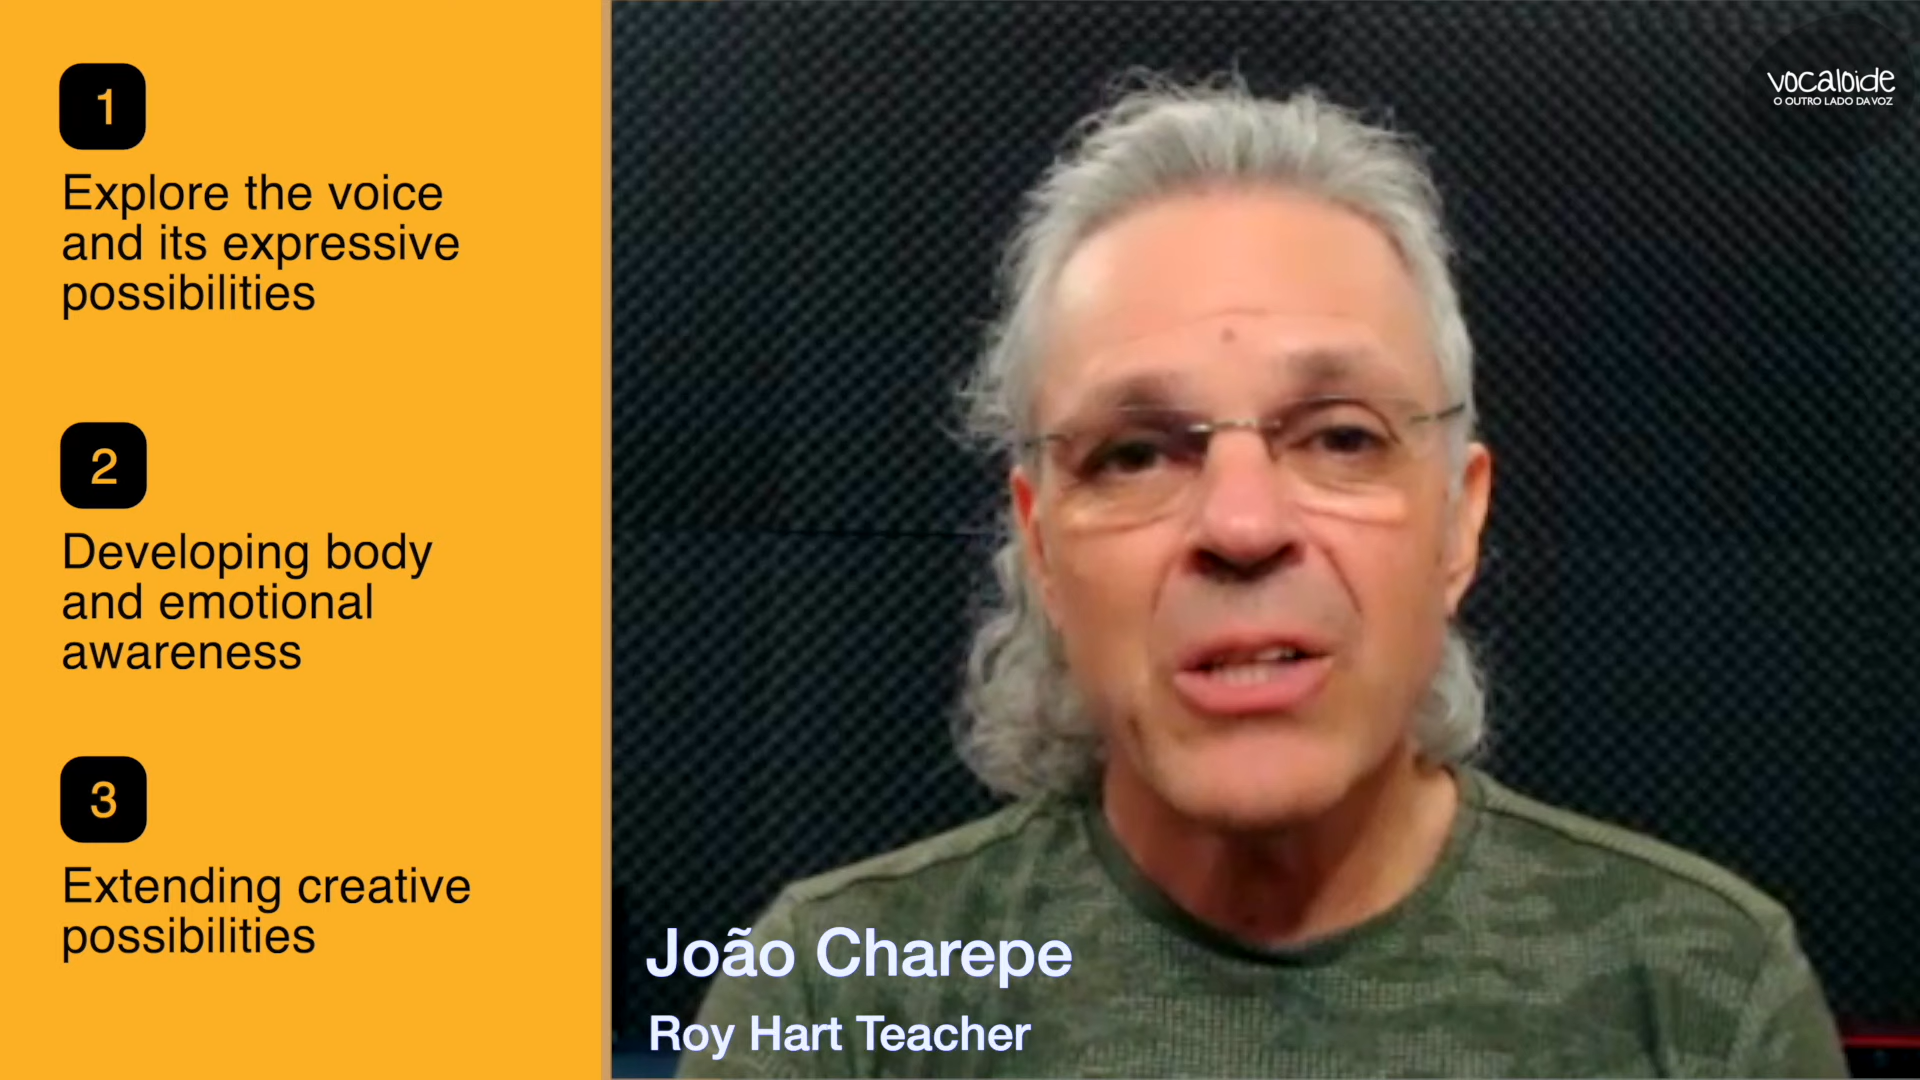 1
Explore the voice
and its expressive
possibilities
2
Developing body
and emotional
awareness
3
Extending creative
possibilities
vocaloide
O OUTRO LADO DA VOZ
João Charepe
Roy Hart Teacher